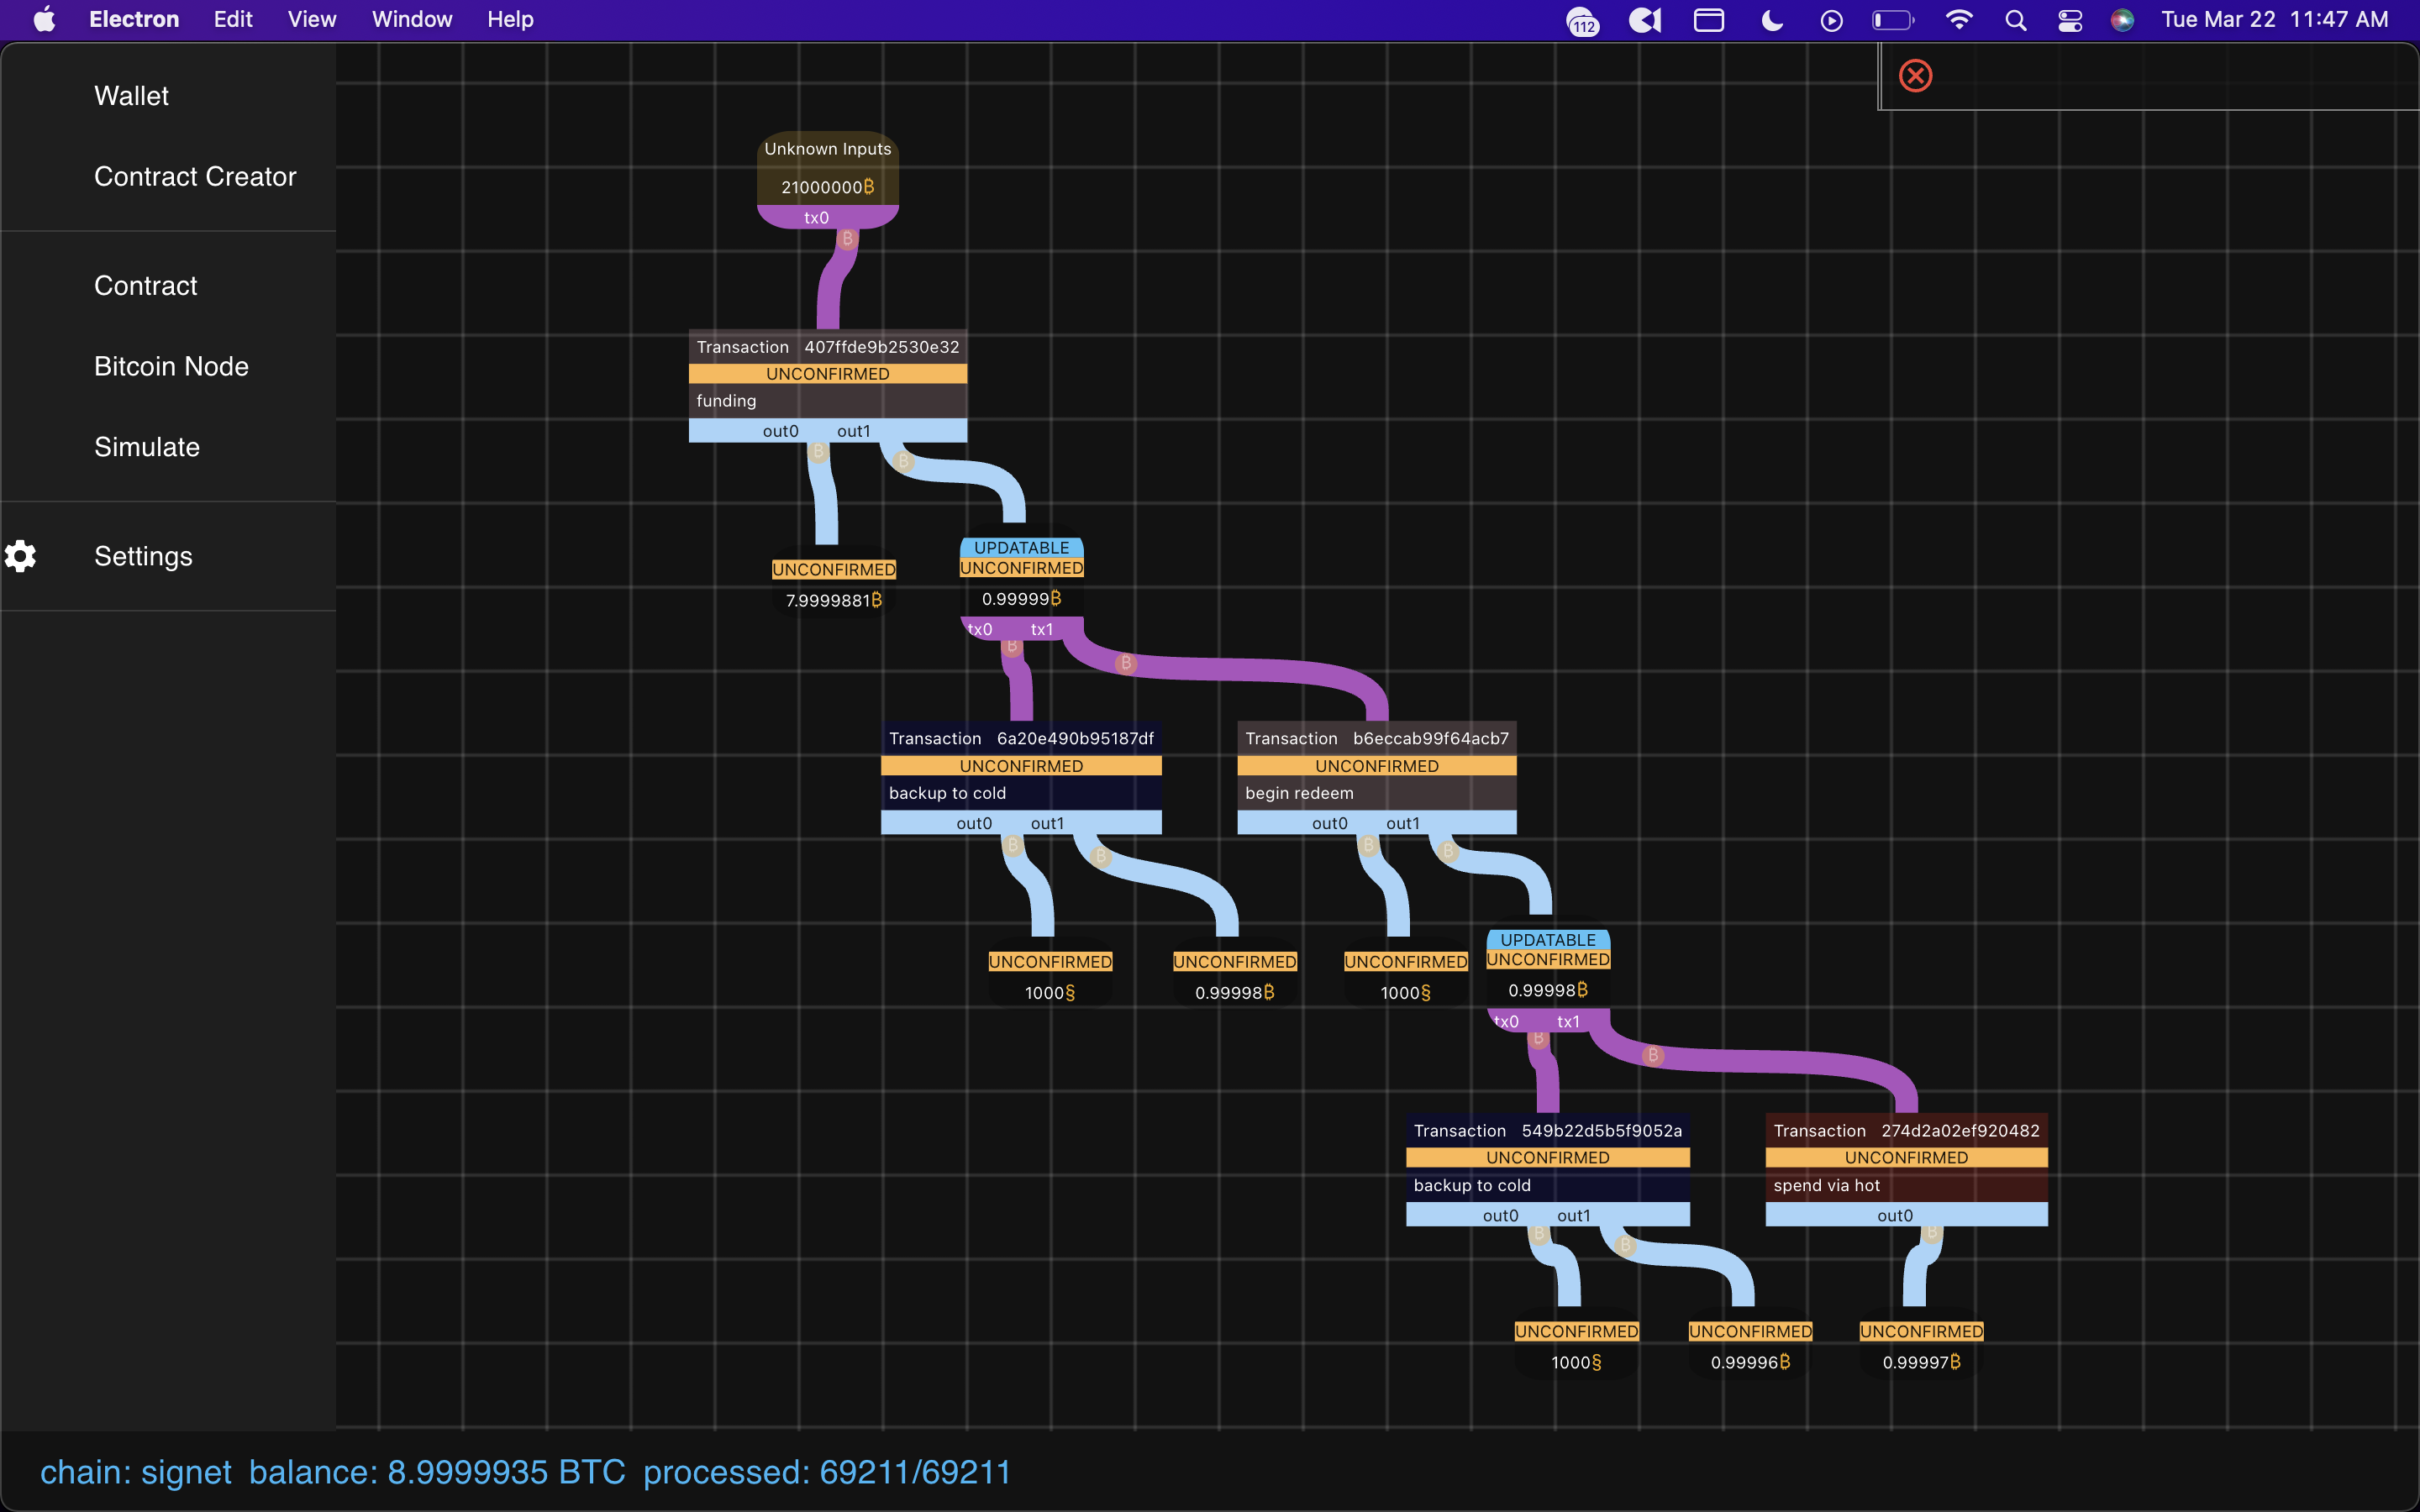 Electron Edit View Window Help
112
Tue Mar 22 11:47 AM
Wallet
Contract Creator
Contract
Bitcoin Node
Simulate
Settings
Unknown Inputs
21000000₿
tx0
Transaction 407ffde9b2530e32
UNCONFIRMED
funding
out0 out1
UNCONFIRMED
7.9999881₿
UPDATABLE
UNCONFIRMED
0.99999₿
tx0 tx1
Transaction 6a20e490b95187df
UNCONFIRMED
backup to cold
out0 out1
Transaction b6eccab99f64acb7
UNCONFIRMED
begin redeem
out0 out1
UNCONFIRMED
1000§
UNCONFIRMED
0.99998₿
UNCONFIRMED
1000§
UPDATABLE
UNCONFIRMED
0.99998₿
tx0 tx1
Transaction 549b22d5b5f9052a
UNCONFIRMED
backup to cold
out0 out1
Transaction 274d2a02ef920482
UNCONFIRMED
spend via hot
out0
UNCONFIRMED
1000§
UNCONFIRMED
0.99996₿
UNCONFIRMED
0.99997₿
chain: signet balance: 8.9999935 BTC processed: 69211/69211